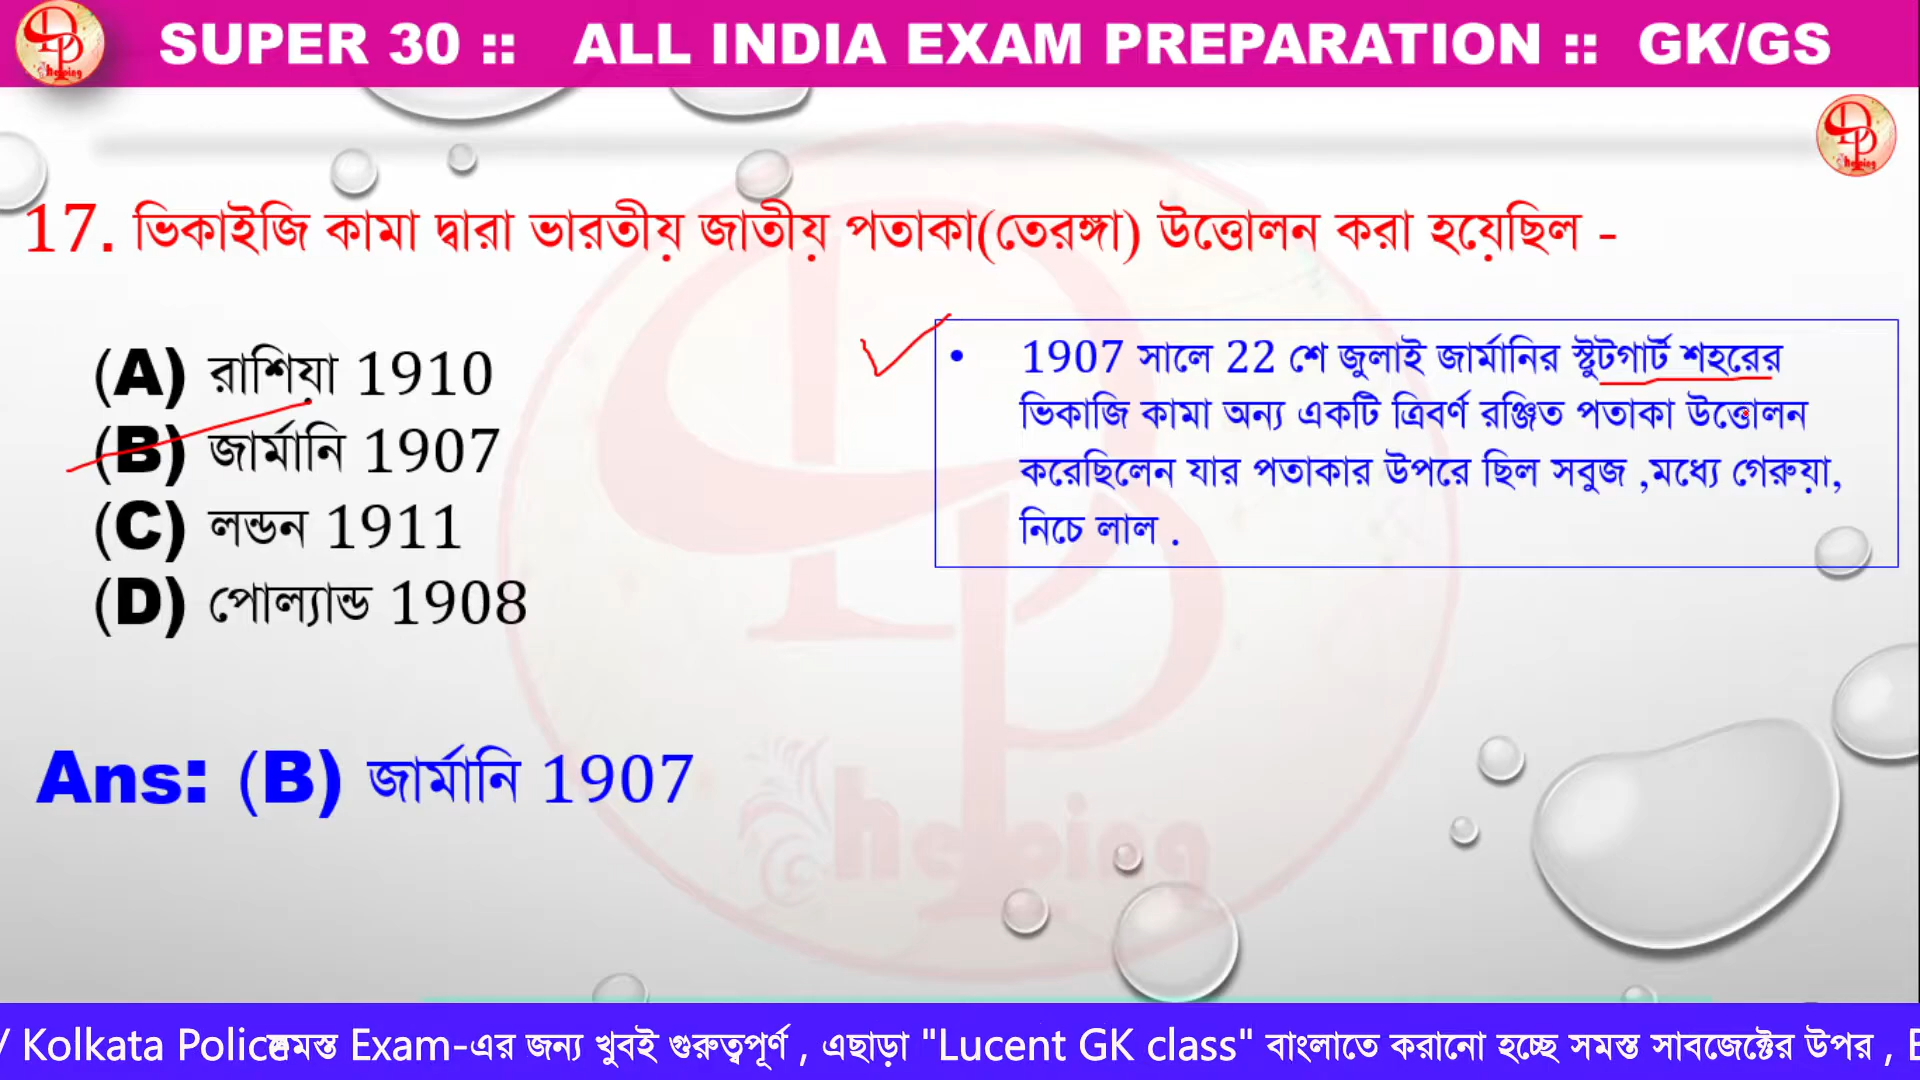 SUPER 30 :: ALL INDIA EXAM PREPARATION :: GK/GS
17. ভিকাইজি কামা দ্বারা ভারতীয় জাতীয় পতাকা(তেরঙ্গা) উত্তোলন করা হয়েছিল -
(A) রাশিয়া 1910
(B) জার্মানি 1907
(C) লন্ডন 1911
(D) পোল্যান্ড 1908
• 1907 সালে 22 শে জুলাই জার্মানির স্টুটগার্ট শহরের
ভিকাজি কামা অন্য একটি ত্রিবর্ণ রঞ্জিত পতাকা উত্তোলন
করেছিলেন যার পতাকার উপরে ছিল সবুজ ,মধ্যে গেরুয়া,
নিচে লাল .
Ans: (B) জার্মানি 1907
helping
/ Kolkata Police সমস্ত Exam-এর জন্য খুবই গুরুত্বপূর্ণ , এছাড়া "Lucent GK class" বাংলাতে করানো হচ্ছে সমস্ত সাবজেক্টের উপর ,